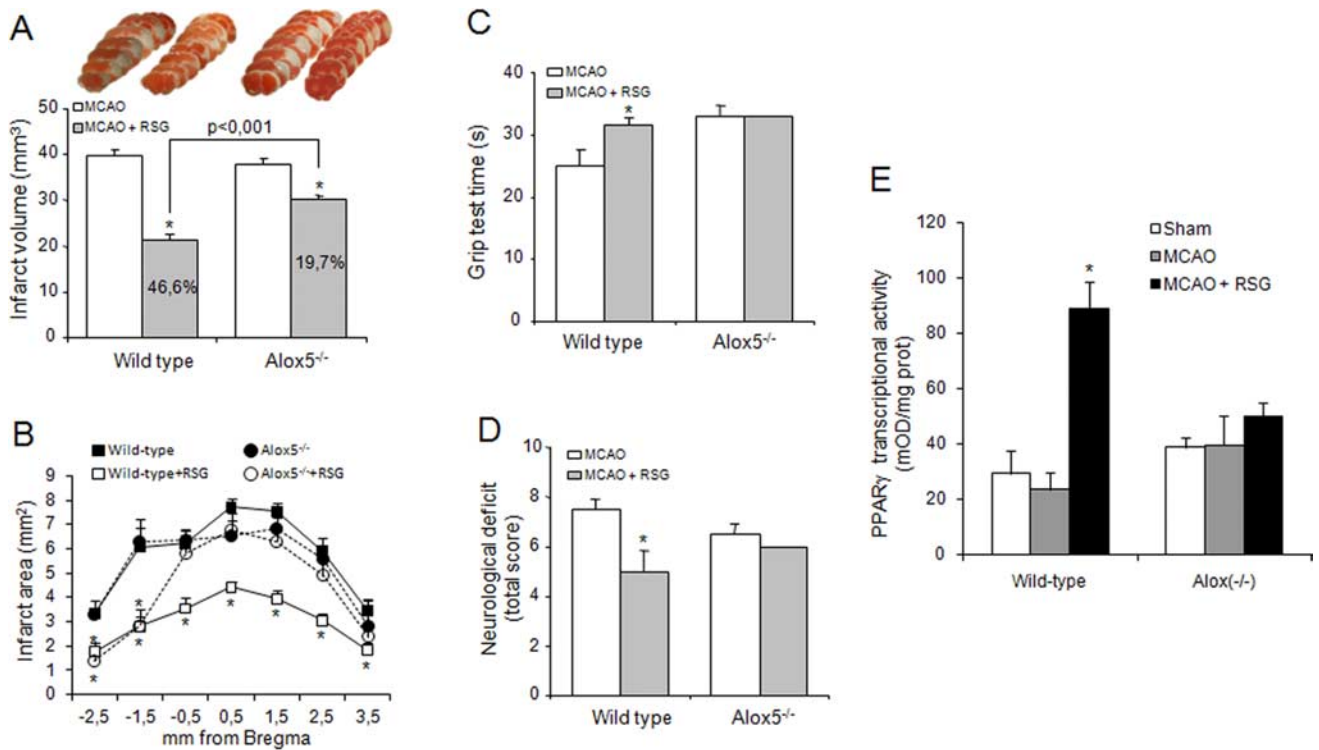 A
Infarct volume (mm³)
50
40
30
20
10
0
MCAO
MCAO + RSG
p<0,001
*
*
46,6%
19,7%
Wild type
Alox5-/-
B
Wild-type
Alox5-/-
Wild-type+RSG
Alox5-/-+RSG
Infarct area (mm²)
9
8
7
6
5
4
3
2
1
0
*
*
*
*
*
*
*
*
*
-2,5
-1,5
-0,5
0,5
1,5
2,5
3,5
mm from Bregma
C
Grip test time (s)
40
30
20
10
0
MCAO
MCAO + RSG
*
Wild type
Alox5-/-
D
Neurological deficit
(total score)
10
8
6
4
2
0
MCAO
MCAO + RSG
*
Wild type
Alox5-/-
E
PPARγ transcriptional activity
(mOD/mg prot)
120
100
80
60
40
20
0
Sham
MCAO
MCAO + RSG
*
Wild-type
Alox(-/-)